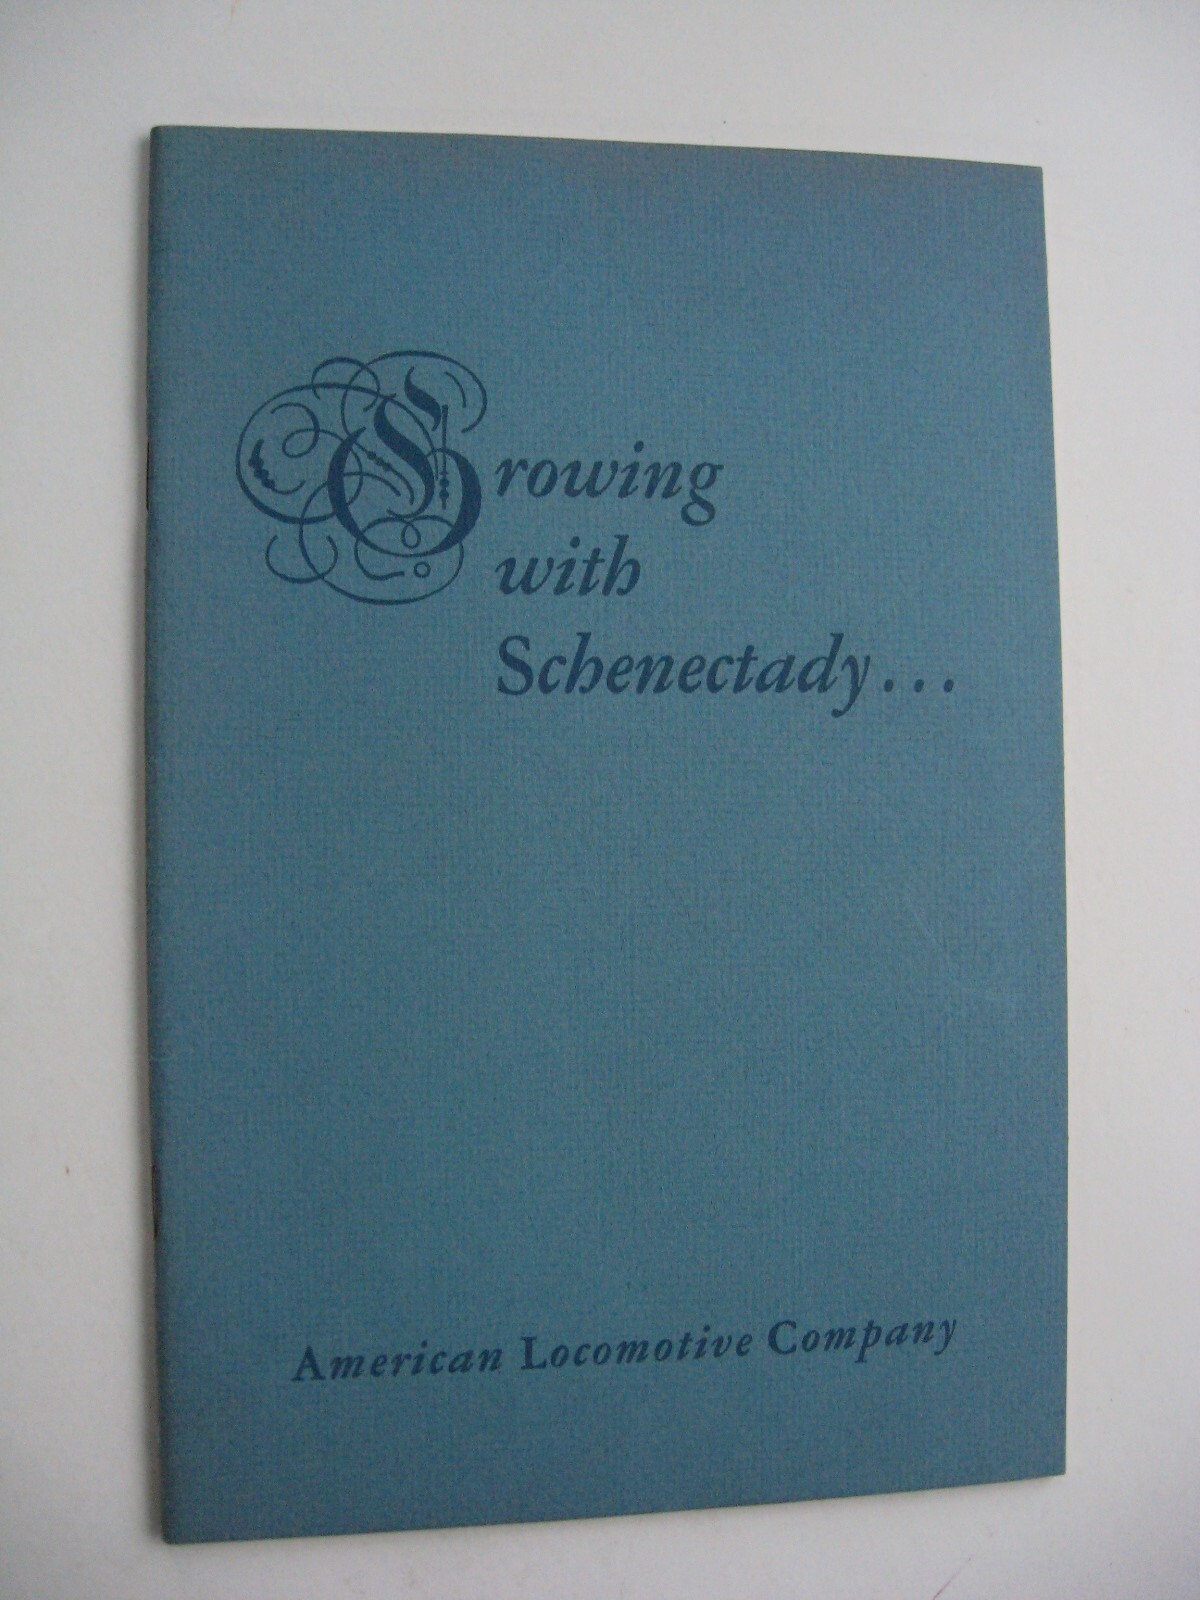 Growing
with
Schenectady...
American Locomotive Company